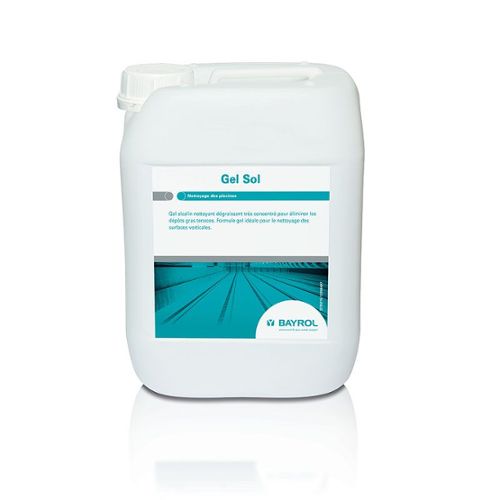 Gel Sol
Nettoyage des piscines
Gel alcalin nettoyant dégraissant très concentré pour éliminer les
dépôts gras tenaces. Formule gel idéale pour le nettoyage des
surfaces verticales.
BAYROL